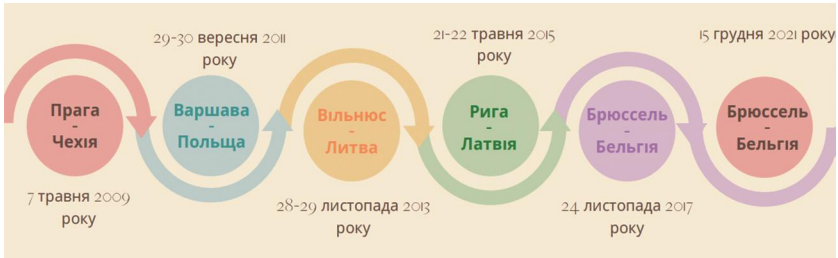 Прага
-
Чехія
7 травня 2009
року
29-30 вересня 2011
року
Варшава
-
Польща
Вільнюс
-
Литва
28-29 листопада 2013
року
21-22 травня 2015
року
Рига
-
Латвія
Брюссель
-
Бельгія
24 листопада 2017
року
15 грудня 2021 року
Брюссель
-
Бельгія